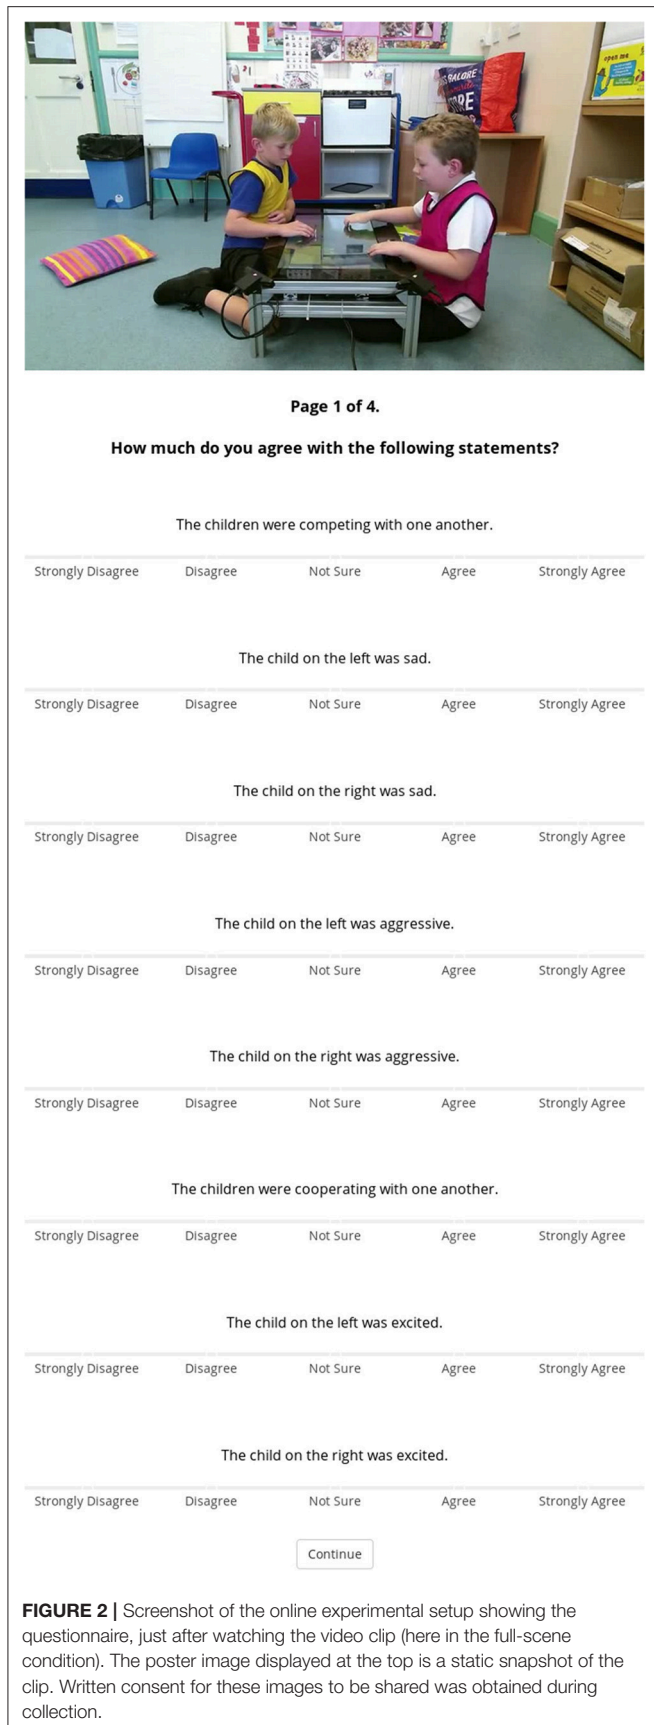 BALORE
open me
Page 1 of 4.
How much do you agree with the following statements?
The children were competing with one another.
Strongly Disagree Disagree Not Sure Agree Strongly Agree
The child on the left was sad.
Strongly Disagree Disagree Not Sure Agree Strongly Agree
The child on the right was sad.
Strongly Disagree Disagree Not Sure Agree Strongly Agree
The child on the left was aggressive.
Strongly Disagree Disagree Not Sure Agree Strongly Agree
The child on the right was aggressive.
Strongly Disagree Disagree Not Sure Agree Strongly Agree
The children were cooperating with one another.
Strongly Disagree Disagree Not Sure Agree Strongly Agree
The child on the left was excited.
Strongly Disagree Disagree Not Sure Agree Strongly Agree
The child on the right was excited.
Strongly Disagree Disagree Not Sure Agree Strongly Agree
Continue
FIGURE 2 | Screenshot of the online experimental setup showing the
questionnaire, just after watching the video clip (here in the full-scene
condition). The poster image displayed at the top is a static snapshot of the
clip. Written consent for these images to be shared was obtained during
collection.